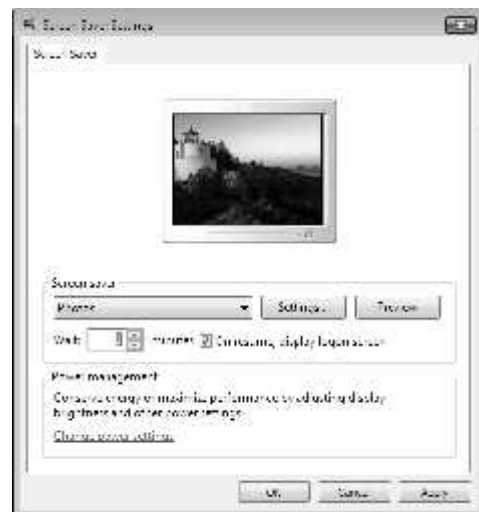 Screen Saver Settings
Screen Saver
Screen saver
Photos
Settings...
Preview
Wait: minutes On resume, display logon screen
Power management
Conserve energy or maximize performance by adjusting display
brightness and other power settings.
Change power settings
OK
Cancel
Apply